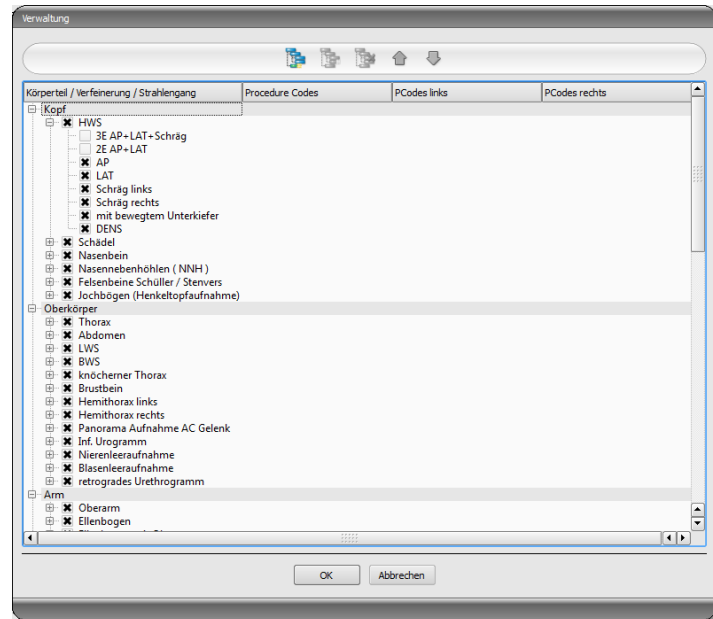 Verwaltung
Körperteil / Verfeinerung / Strahlengang Procedure Codes PCodes links PCodes rechts
Kopf
HWS
3E AP+LAT+Schräg
2E AP+LAT
AP
LAT
Schräg links
Schräg rechts
mit bewegtem Unterkiefer
DENS
Schädel
Nasenbein
Nasennebenhöhlen ( NNH )
Felsenbeine Schüller / Stenvers
Jochbögen (Henkeltopfaufnahme)
Oberkörper
Thorax
Abdomen
LWS
BWS
knöcherner Thorax
Brustbein
Hemithorax links
Hemithorax rechts
Panorama Aufnahme AC Gelenk
Inf. Urogramm
Nierenleeraufnahme
Blasenleeraufnahme
retrogrades Urethrogramm
Arm
Oberarm
Ellenbogen
OK Abbrechen